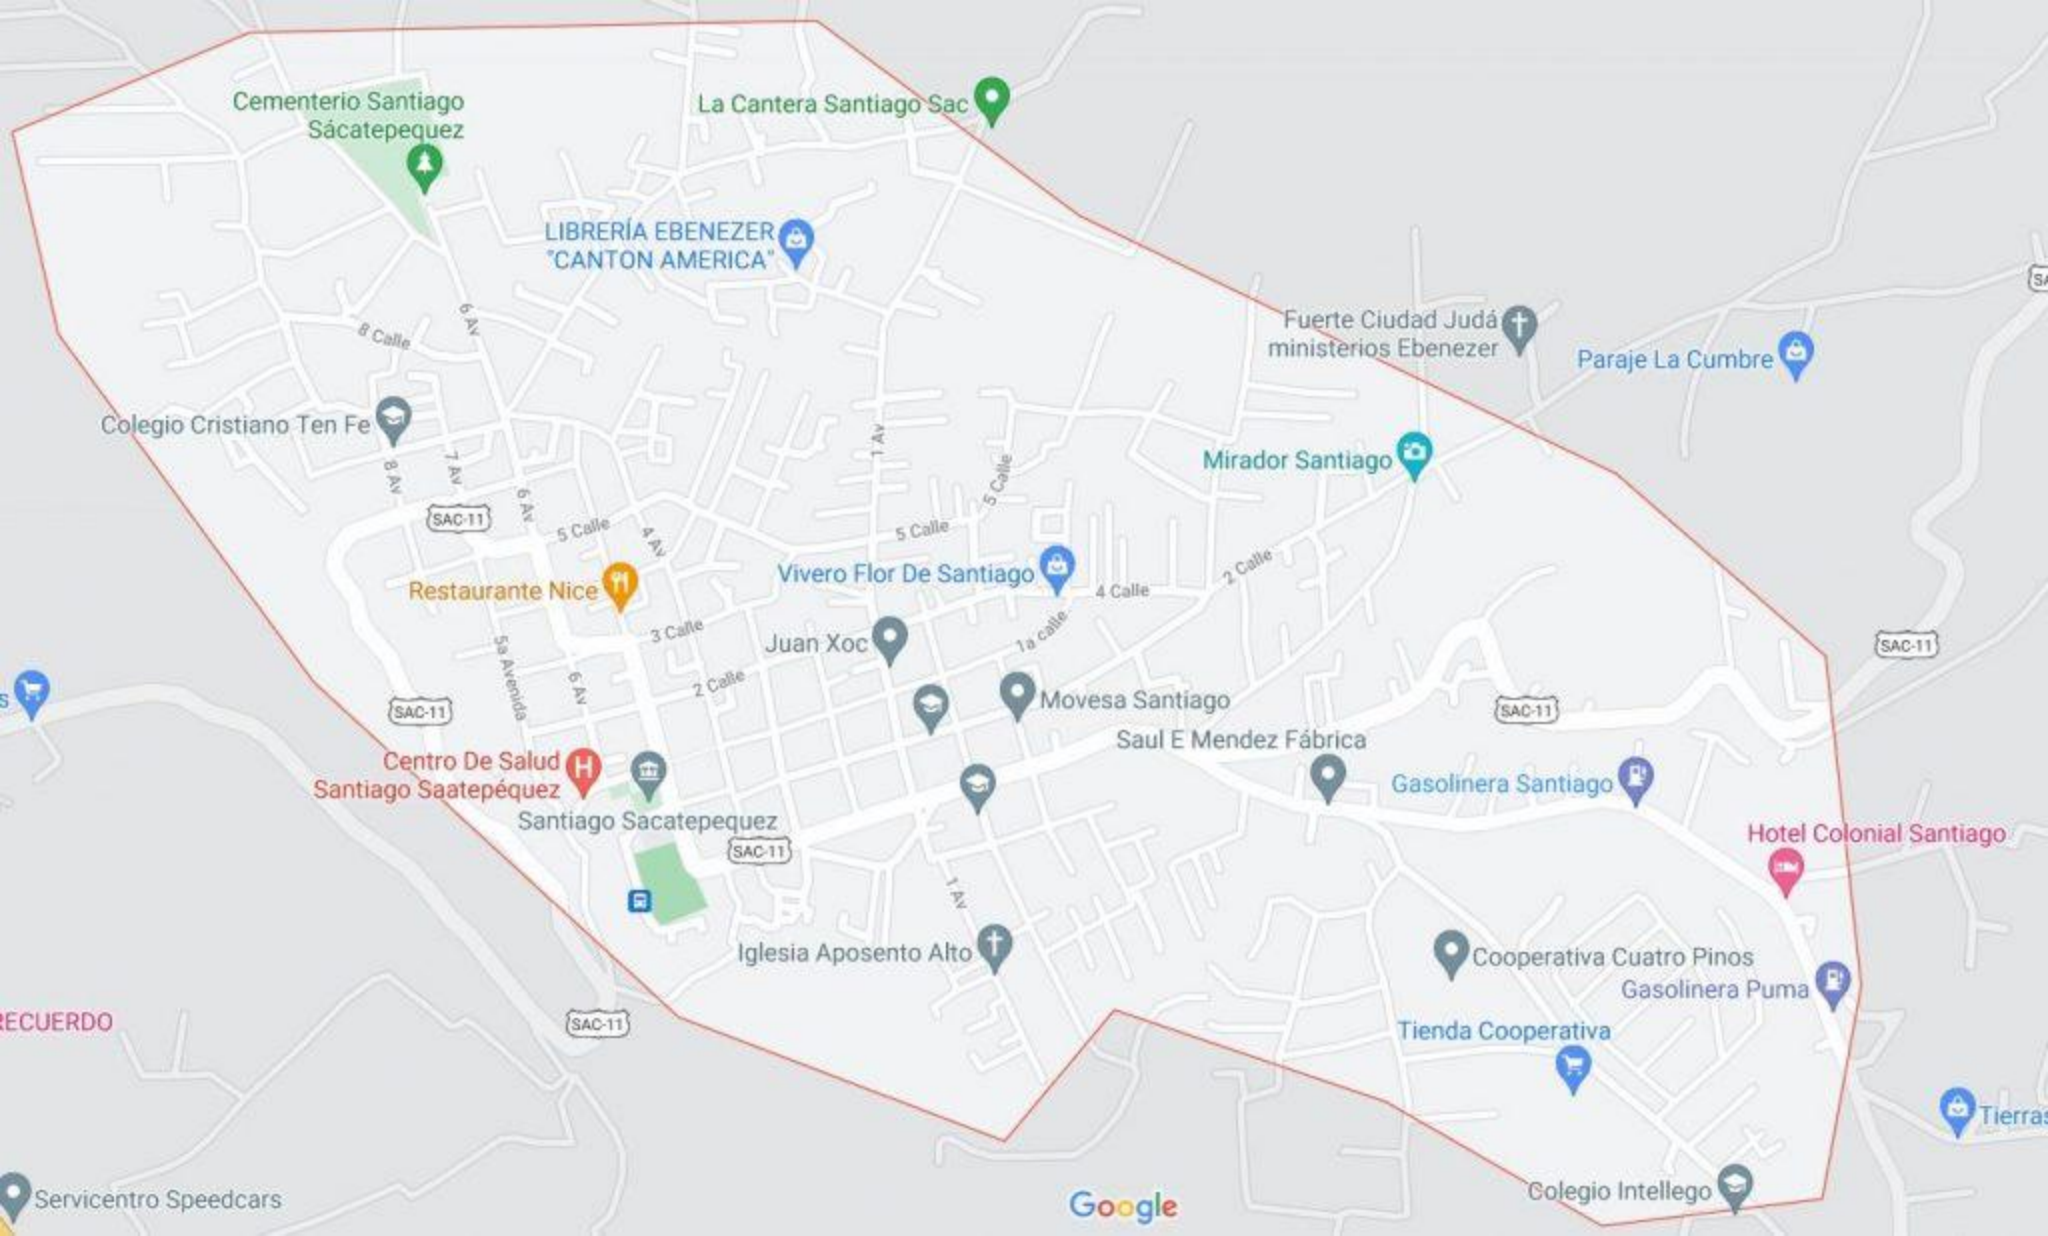 Cementerio Santiago
Sácatepequez
La Cantera Santiago Sac
LIBRERÍA EBENEZER
"CANTON AMERICA"
SA
6 Av
8 Calle
Fuerte Ciudad Judá
ministerios Ebenezer
Paraje La Cumbre
Colegio Cristiano Ten Fe
1 Av
7 Av
8 Av
Mirador Santiago
5 Calle
6 Av
SAC-11
5 Calle
5 Calle
4 Av
Vivero Flor De Santiago
2 Calle
Restaurante Nice
4 Calle
3 Calle
1a calle
Juan Xoc
SAC-11
5a Avenida
6 Av
2 Calle
s
Movesa Santiago
SAC-11
SAC-11
Saul E Mendez Fábrica
Centro De Salud
Santiago Saatepéquez
Gasolinera Santiago
Santiago Sacatepequez
Hotel Colonial Santiago
SAC-11
1 Av
Iglesia Aposento Alto
Cooperativa Cuatro Pinos
Gasolinera Puma
RECUERDO
SAC-11
Tienda Cooperativa
Tierras
Colegio Intellego
Servicentro Speedcars
Google